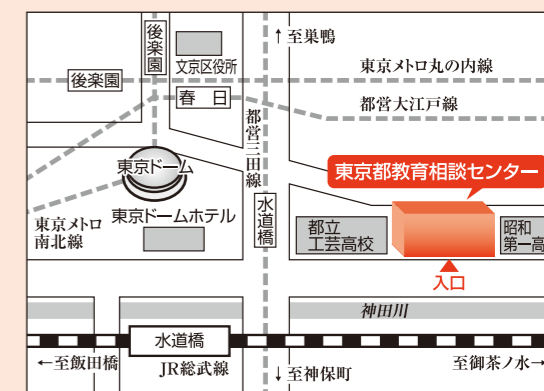 ↑至巣鴨
後楽園
文京区役所
東京メトロ丸の内線
後楽園
春日
都営大江戸線
都営三田線
東京ドーム
東京都教育相談センター
東京メトロ
南北線
東京ドームホテル
水道橋
都立
工芸高校
昭和
第一高
入口
神田川
水道橋
←至飯田橋
JR総武線
↓至神保町
至御茶ノ水→